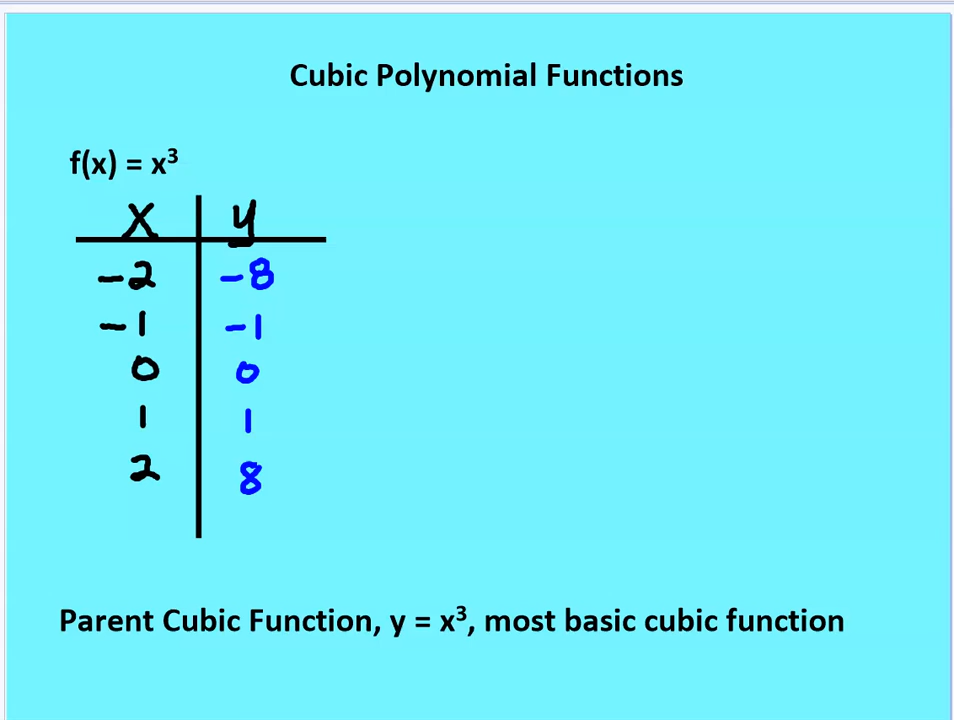 Cubic Polynomial Functions
f(x) = x³
x y
-2 -8
-1 -1
0 0
1 1
2 8
Parent Cubic Function, y = x³, most basic cubic function